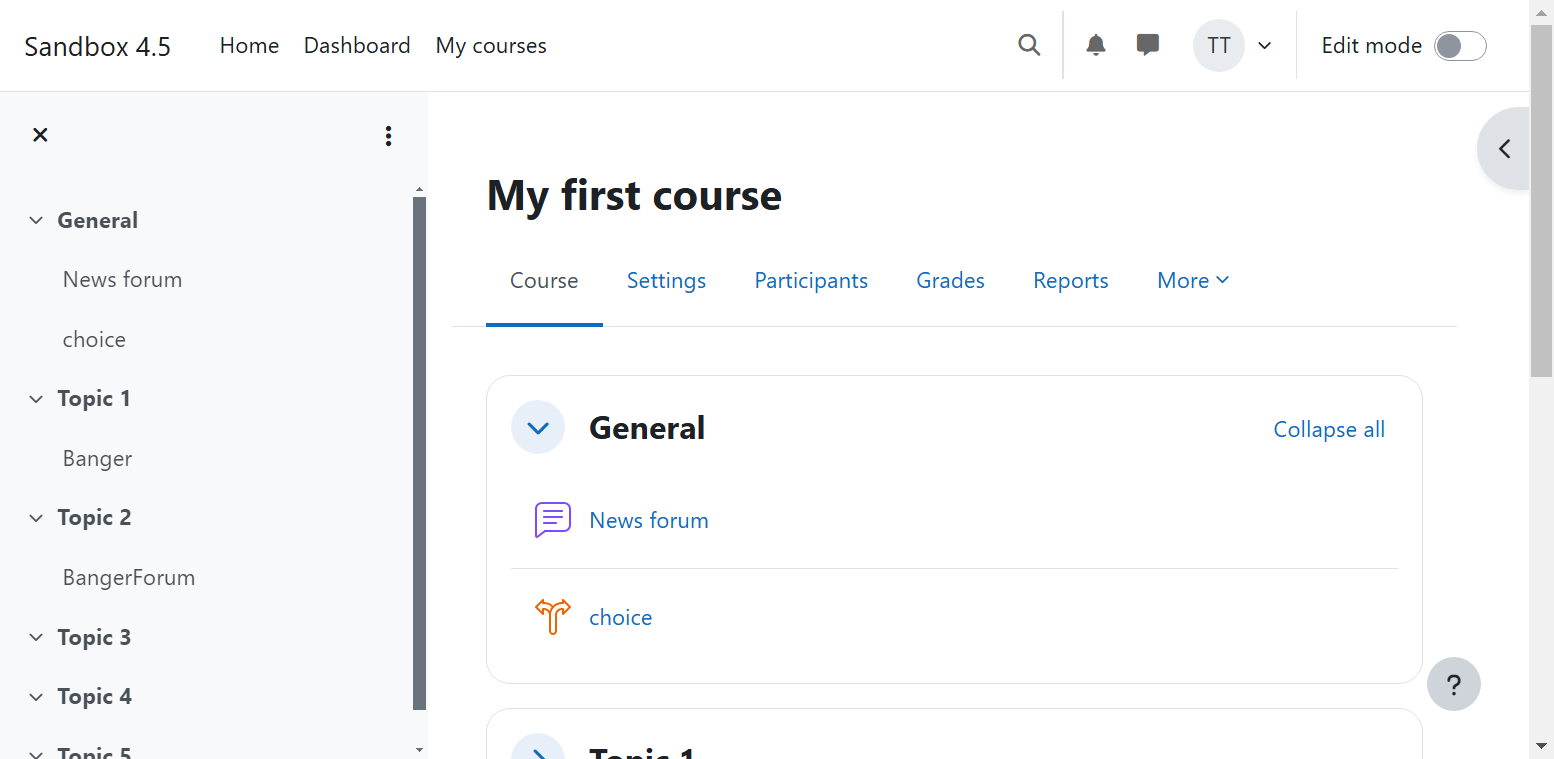 Sandbox 4.5 Home Dashboard My courses TT Edit mode
General
News forum
choice
Topic 1
Banger
Topic 2
BangerForum
Topic 3
Topic 4
Topic 5
My first course
Course Settings Participants Grades Reports More
General Collapse all
News forum
choice
?
Topic 1